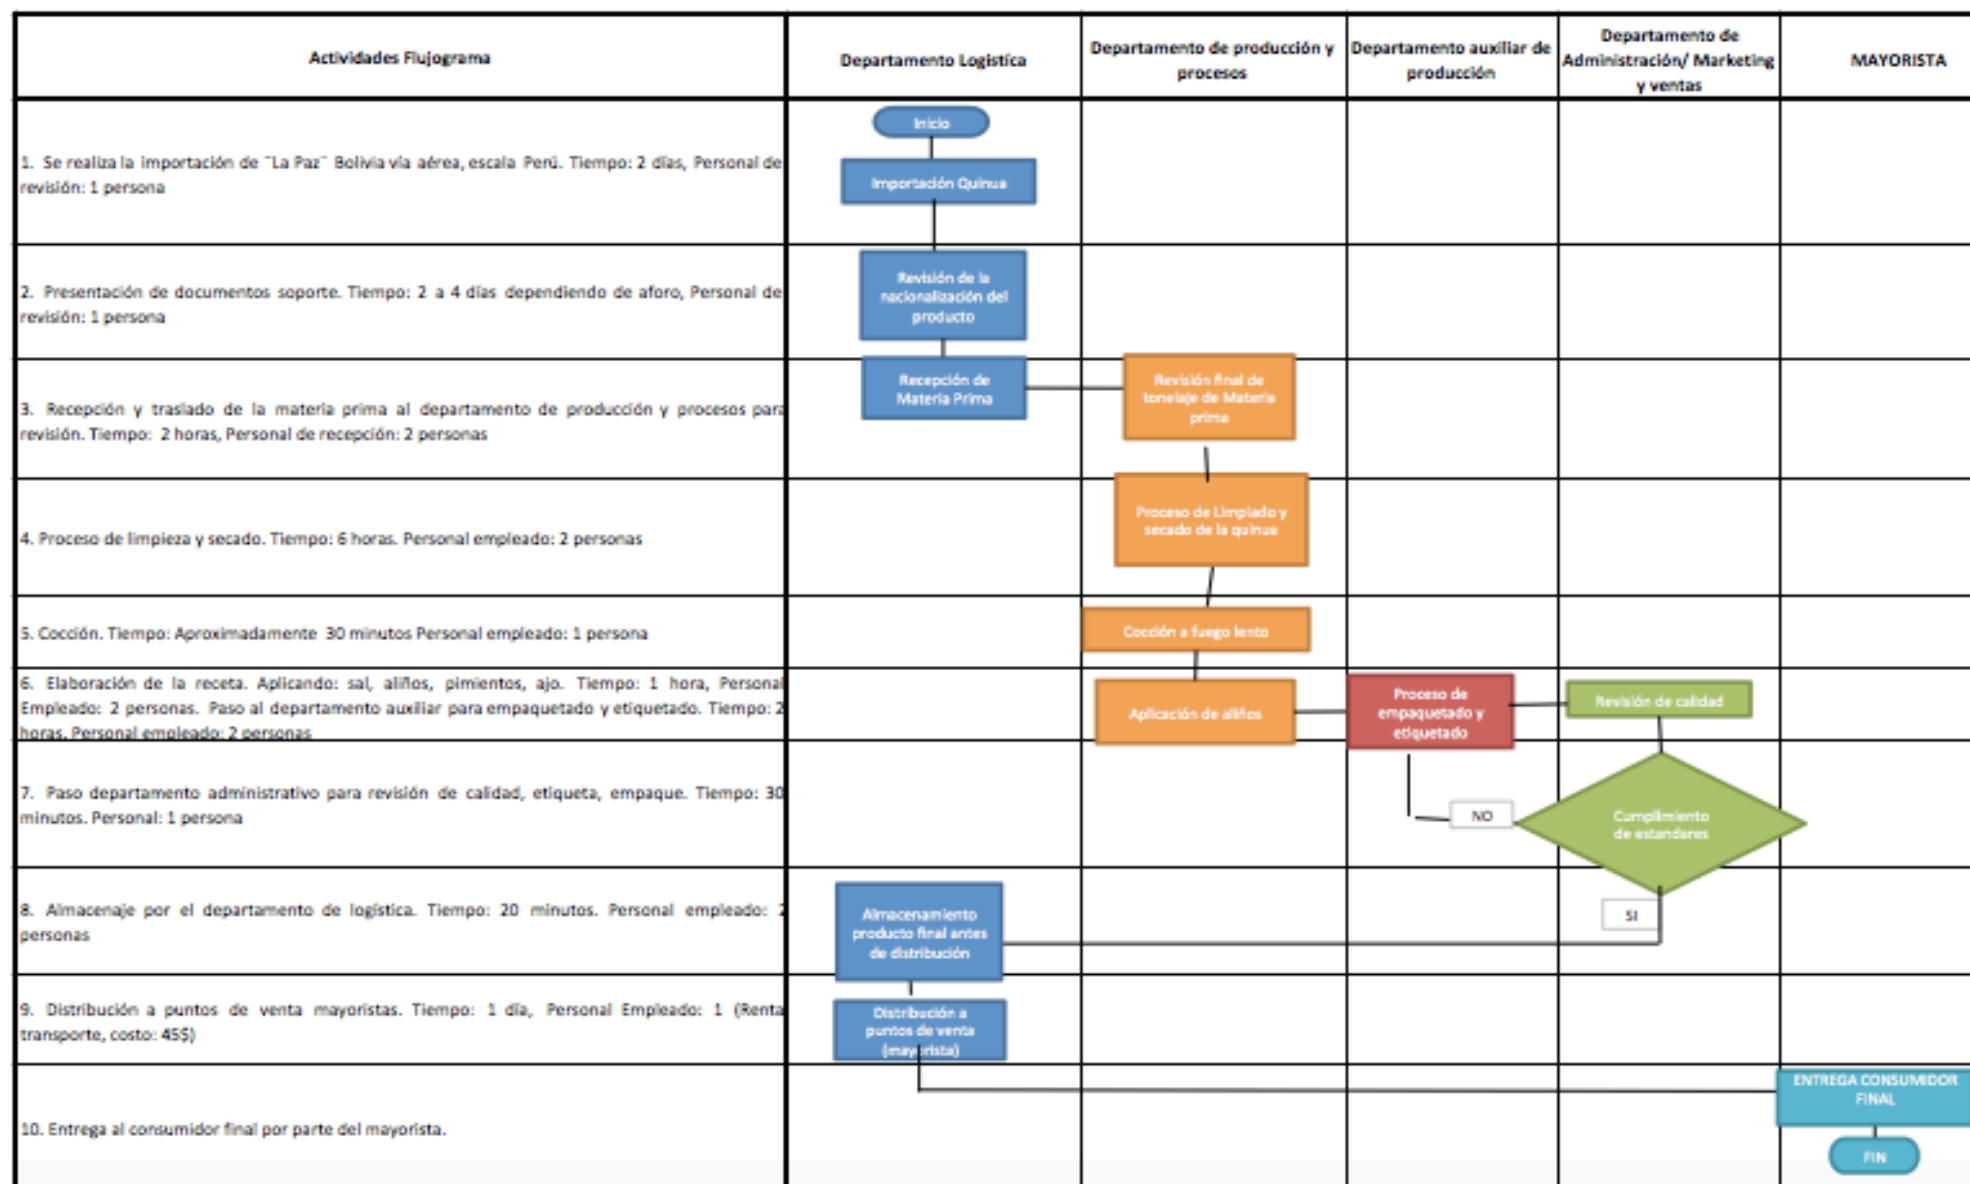 Actividades Flujograma
Departamento Logistíca
Departamento de producción y
procesos
Departamento auxiliar de
producción
Departamento de
Administración/ Marketing
y ventas
MAYORISTA
Inicio
1. Se realiza la importación de ¨La Paz¨ Bolivia vía aérea, escala Perú. Tiempo: 2 días, Personal de
revisión: 1 persona
Importación Quinua
2. Presentación de documentos soporte. Tiempo: 2 a 4 días dependiendo de aforo, Personal de
revisión: 1 persona
Revisión de la
nacionalización del
producto
3. Recepción y traslado de la materia prima al departamento de producción y procesos para
revisión. Tiempo: 2 horas, Personal de recepción: 2 personas
Recepción de
Materia Prima
Revisión final de
tonelaje de Materia
prima
4. Proceso de limpieza y secado. Tiempo: 6 horas. Personal empleado: 2 personas
Proceso de Limpiado y
secado de la quinua
5. Cocción. Tiempo: Aproximadamente 30 minutos Personal empleado: 1 persona
Cocción a fuego lento
6. Elaboración de la receta. Aplicando: sal, aliños, pimientos, ajo. Tiempo: 1 hora, Personal
Empleado: 2 personas. Paso al departamento auxiliar para empaquetado y etiquetado. Tiempo: 2
horas. Personal empleado: 2 personas
Aplicación de aliños
Proceso de
empaquetado y
etiquetado
Revisión de calidad
7. Paso departamento administrativo para revisión de calidad, etiqueta, empaque. Tiempo: 30
minutos. Personal: 1 persona
NO
Cumplimiento
de estandares
8. Almacenaje por el departamento de logística. Tiempo: 20 minutos. Personal empleado: 2
personas
Almacenamiento
producto final antes
de distribución
SI
9. Distribución a puntos de venta mayoristas. Tiempo: 1 día, Personal Empleado: 1 (Renta
transporte, costo: 45$)
Distribución a
puntos de venta
(mayorista)
10. Entrega al consumidor final por parte del mayorista.
ENTREGA CONSUMIDOR
FINAL
FIN